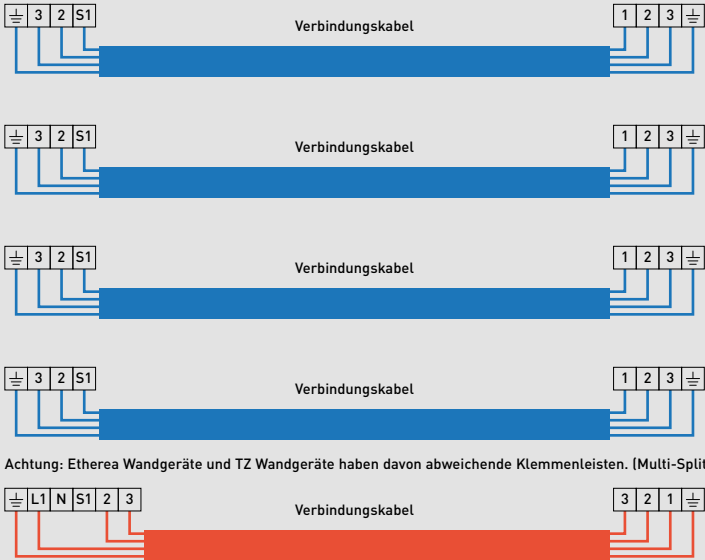 3 2 S1 Verbindungskabel 1 2 3
3 2 S1 Verbindungskabel 1 2 3
3 2 S1 Verbindungskabel 1 2 3
3 2 S1 Verbindungskabel 1 2 3
Achtung: Etherea Wandgeräte und TZ Wandgeräte haben davon abweichende Klemmenleisten. (Multi-Split
L1 N S1 2 3 Verbindungskabel 3 2 1